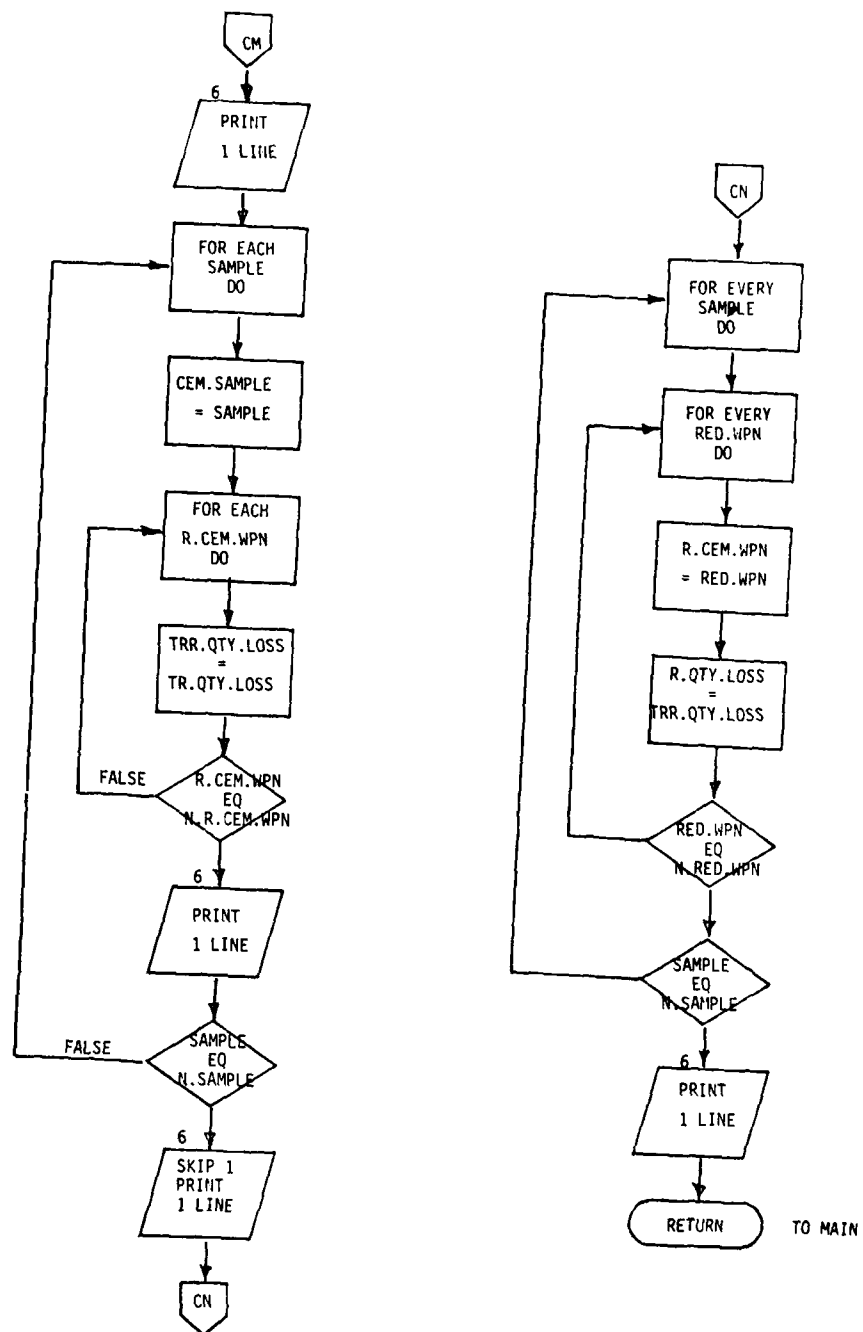 CM
6
PRINT
1 LINE
FOR EACH
SAMPLE
DO
CEM.SAMPLE
= SAMPLE
FOR EACH
R.CEM.WPN
DO
TRR.QTY.LOSS
=
TR.QTY.LOSS
FALSE
R.CEM.WPN
EQ
N.R.CEM.WPN
6
PRINT
1 LINE
FALSE
SAMPLE
EQ
N.SAMPLE
6
SKIP 1
PRINT
1 LINE
CN
CN
FOR EVERY
SAMPLE
DO
FOR EVERY
RED.WPN
DO
R.CEM.WPN
= RED.WPN
R.QTY.LOSS
=
TRR.QTY.LOSS
RED.WPN
EQ
N.RED.WPN
SAMPLE
EQ
N.SAMPLE
6
PRINT
1 LINE
RETURN
TO MAIN